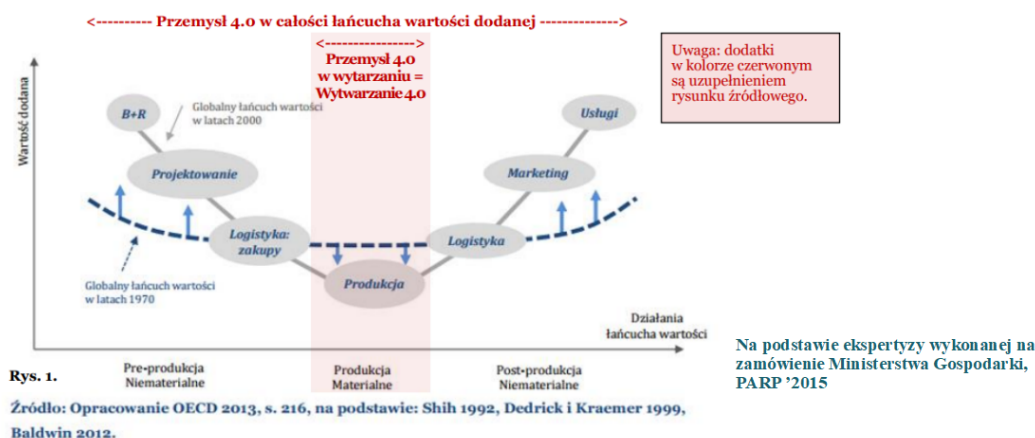 <---------- Przemysł 4.0 w całości łańcucha wartości dodanej ------------->
<---------------->
Przemysł 4.0
w wytarzaniu =
Wytwarzanie 4.0
Uwaga: dodatki
w kolorze czerwonym
są uzupełnieniem
rysunku źródłowego.
Wartość dodana
B+R
Globalny łańcuch wartości
w latach 2000
Usługi
Projektowanie
Marketing
Logistyka:
zakupy
Logistyka
Produkcja
Globalny łańcuch wartości
w latach 1970
Działania
łańcucha wartości
Rys. 1.
Pre-produkcja
Niematerialne
Produkcja
Materialne
Post-produkcja
Niematerialne
Na podstawie ekspertyzy wykonanej na
zamówienie Ministerstwa Gospodarki,
PARP ’2015
Źródło: Opracowanie OECD 2013, s. 216, na podstawie: Shih 1992, Dedrick i Kraemer 1999,
Baldwin 2012.